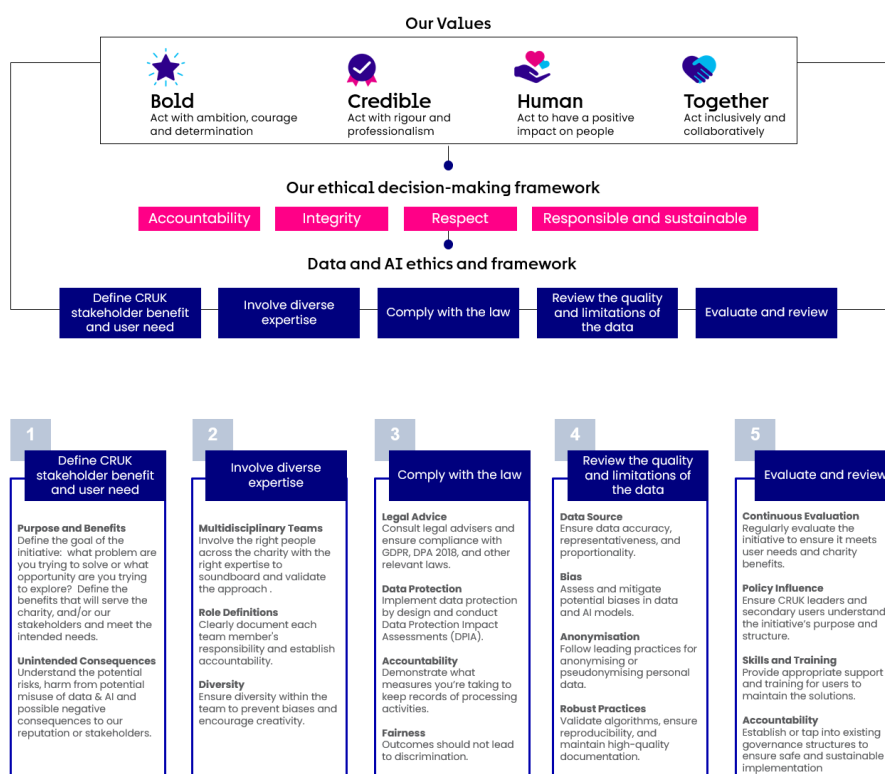 Our Values
Bold
Act with ambition, courage
and determination
Credible
Act with rigour and
professionalism
Human
Act to have a positive
impact on people
Together
Act inclusively and
collaboratively
Our ethical decision-making framework
Accountability
Integrity
Respect
Responsible and sustainable
Data and AI ethics and framework
Define CRUK
stakeholder benefit
and user need
Involve diverse
expertise
Comply with the law
Review the quality
and limitations of
the data
Evaluate and review
1
Define CRUK
stakeholder benefit
and user need
Purpose and Benefits
Define the goal of the
initiative: what problem are
you trying to solve or what
opportunity are you trying
to explore? Define the
benefits that will serve the
charity, and/or our
stakeholders and meet the
intended needs.
Unintended Consequences
Understand the potential
risks, harm from potential
misuse of data & AI and
possible negative
consequences to our
reputation or stakeholders.
2
Involve diverse
expertise
Multidisciplinary Teams
Involve the right people
across the charity with the
right expertise to
soundboard and validate
the approach .
Role Definitions
Clearly document each
team member's
responsibility and establish
accountability.
Diversity
Ensure diversity within the
team to prevent biases and
encourage creativity.
3
Comply with the law
Legal Advice
Consult legal advisers and
ensure compliance with
GDPR, DPA 2018, and other
relevant laws.
Data Protection
Implement data protection
by design and conduct
Data Protection Impact
Assessments (DPIA).
Accountability
Demonstrate what
measures you're taking to
keep records of processing
activities.
Fairness
Outcomes should not lead
to discrimination.
4
Review the quality
and limitations of
the data
Data Source
Ensure data accuracy,
representativeness, and
proportionality.
Bias
Assess and mitigate
potential biases in data
and AI models.
Anonymisation
Follow leading practices for
anonymising or
pseudonymising personal
data.
Robust Practices
Validate algorithms, ensure
reproducibility, and
maintain high-quality
documentation.
5
Evaluate and review
Continuous Evaluation
Regularly evaluate the
initiative to ensure it meets
user needs and charity
benefits.
Policy Influence
Ensure CRUK leaders and
secondary users understand
the initiative's purpose and
structure.
Skills and Training
Provide appropriate support
and training for users to
maintain the solutions.
Accountability
Establish or tap into existing
governance structures to
ensure safe and sustainable
implementation